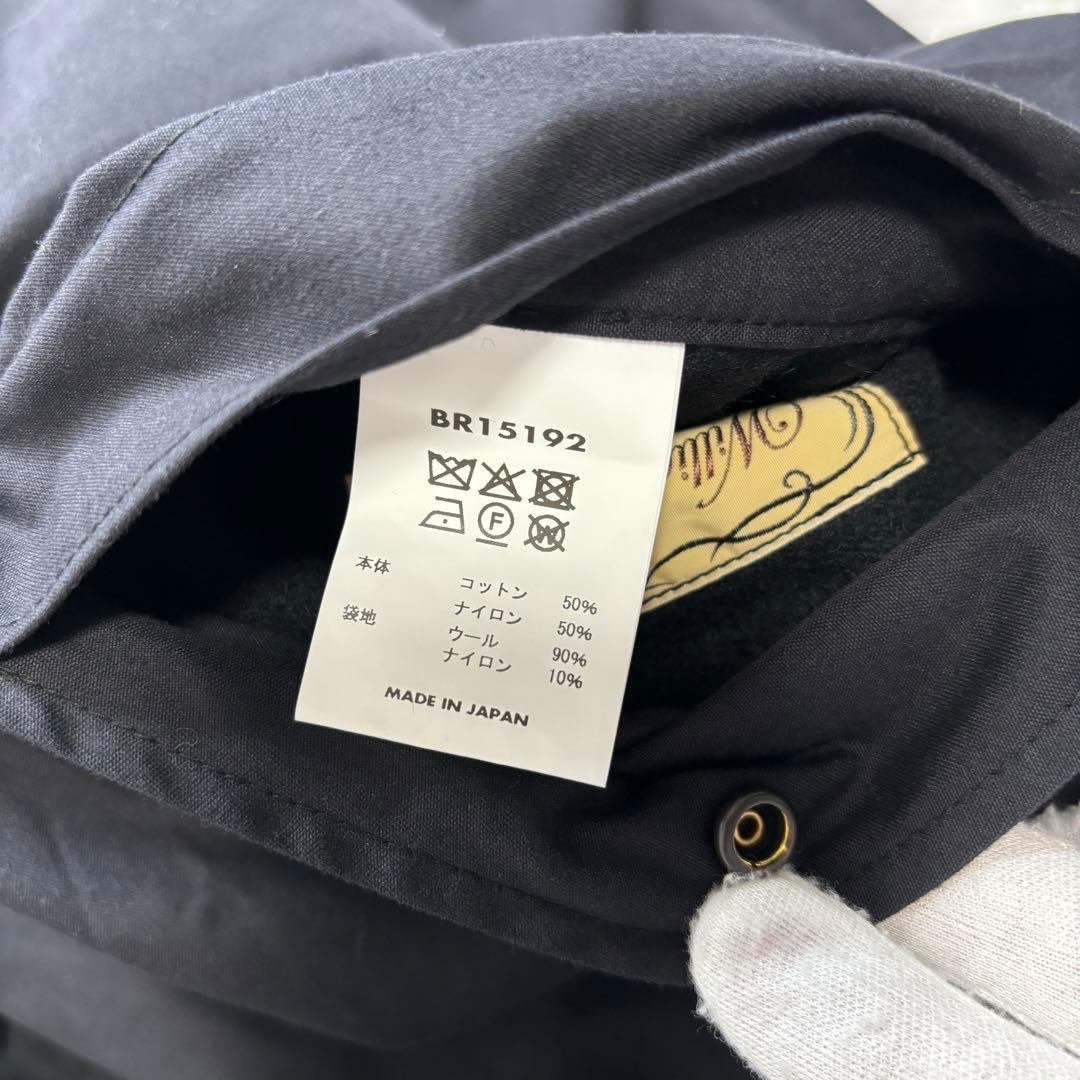 BR15192
F
W
本体 コットン 50%
ナイロン 50%
袋地 ウール 90%
ナイロン 10%
MADE IN JAPAN